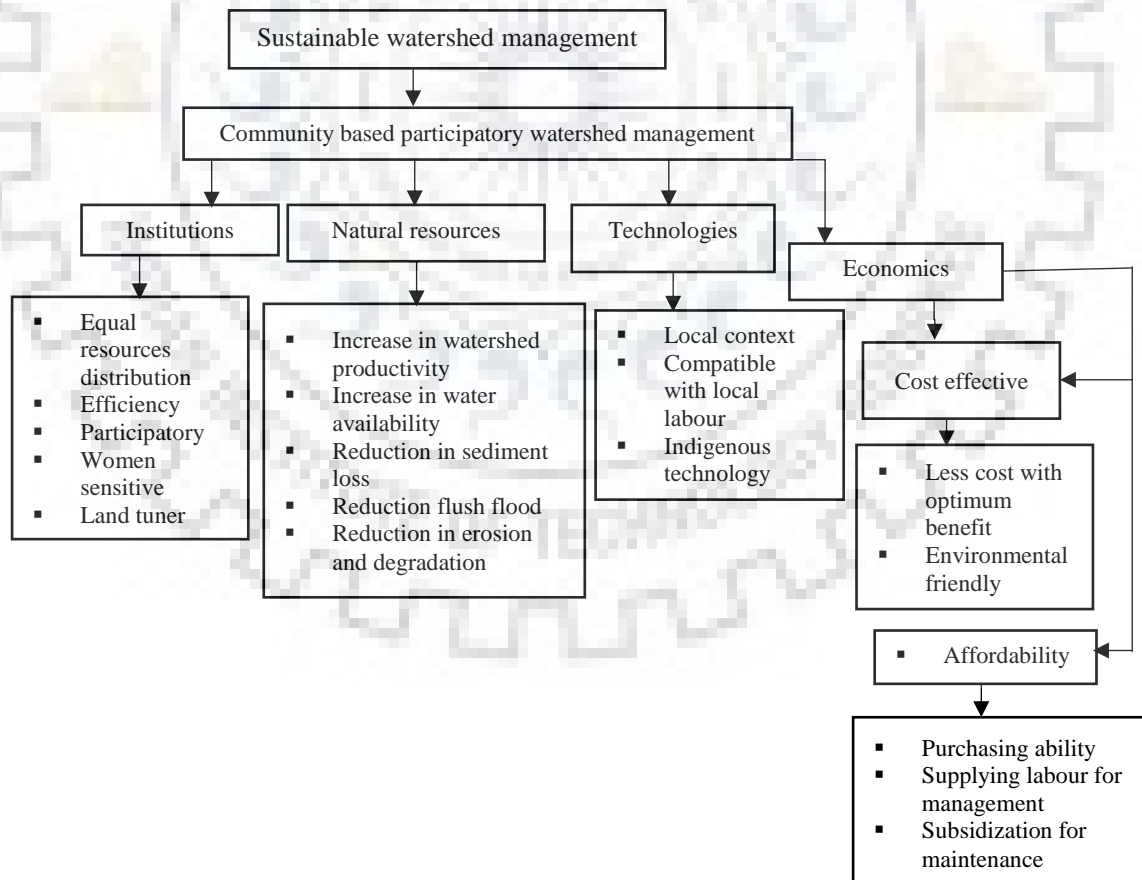 Sustainable watershed management
Community based participatory watershed management
Institutions
Natural resources
Technologies
Economics
▪ Equal
resources
distribution
▪ Efficiency
▪ Participatory
▪ Women
sensitive
▪ Land tuner
▪ Increase in watershed
productivity
▪ Increase in water
availability
▪ Reduction in sediment
loss
▪ Reduction flush flood
▪ Reduction in erosion
and degradation
▪ Local context
▪ Compatible
with local
labour
▪ Indigenous
technology
Cost effective
▪ Less cost with
optimum
benefit
▪ Environmental
friendly
▪ Affordability
▪ Purchasing ability
▪ Supplying labour for
management
▪ Subsidization for
maintenance